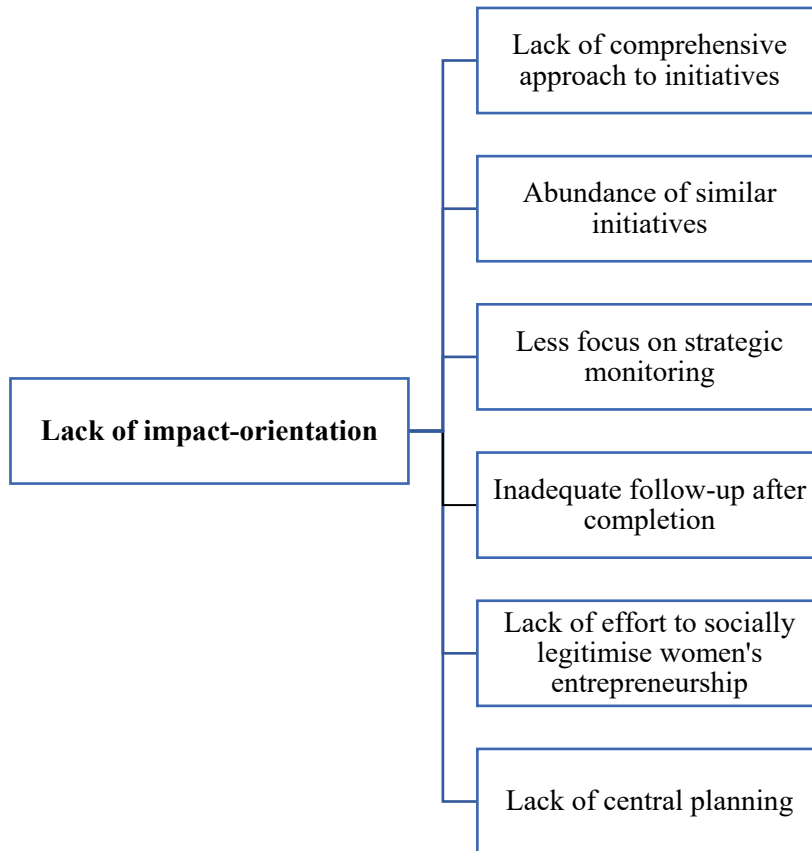 Lack of comprehensive
approach to initiatives
Abundance of similar
initiatives
Less focus on strategic
monitoring
Lack of impact-orientation
Inadequate follow-up after
completion
Lack of effort to socially
legitimise women's
entrepreneurship
Lack of central planning